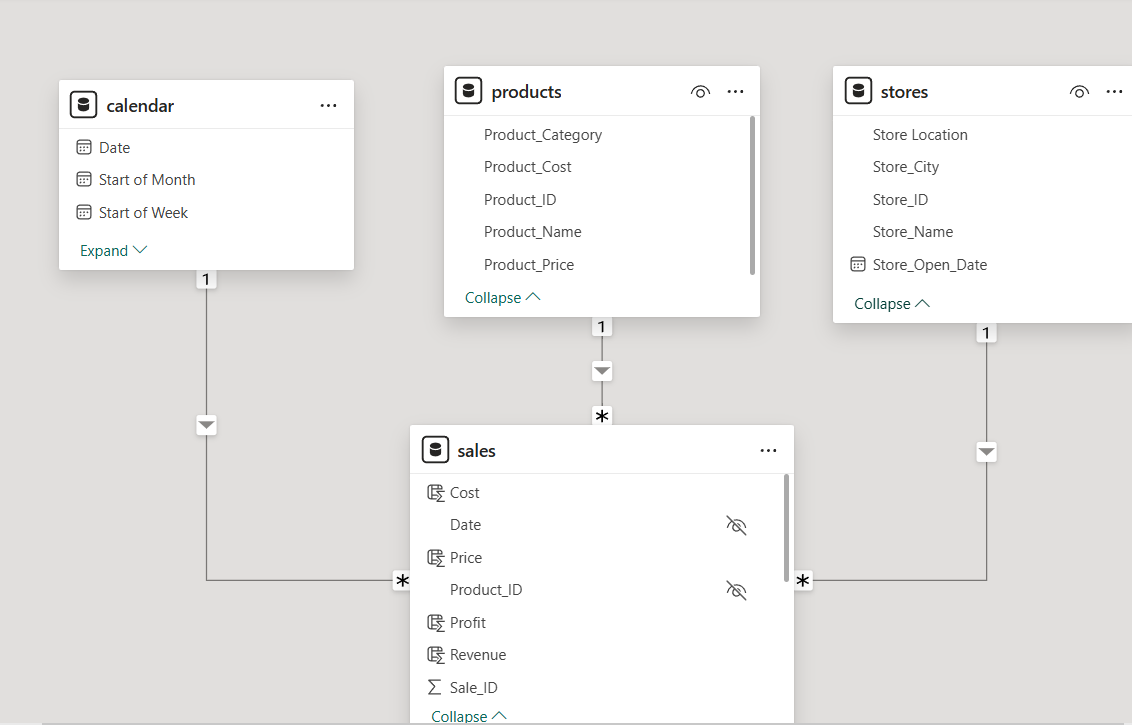 calendar
Date
Start of Month
Start of Week
Expand
1
products
Product_Category
Product_Cost
Product_ID
Product_Name
Product_Price
Collapse
1
*
stores
Store Location
Store_City
Store_ID
Store_Name
Store_Open_Date
Collapse
1
sales
Cost
Date
Price
Product_ID
Profit
Revenue
Sale_ID
Collapse
*
*